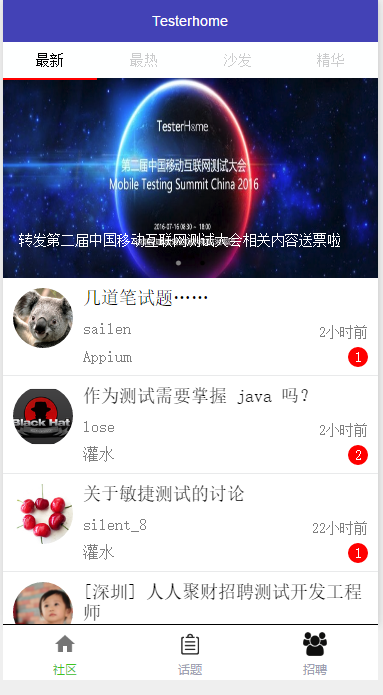 Testerhome
最新 最热 沙发 精华
TesterHome
第二届中国移动互联网测试大会
Mobile Testing Summit China 2016
2016-07-16 08:30 ~ 18:00
转发第二届中国移动互联网测试大会相关内容送票啦
几道笔试题……
sailen 2小时前
Appium 1
作为测试需要掌握 java 吗？
Black Hat
lose 2小时前
灌水 2
关于敏捷测试的讨论
silent_8 22小时前
灌水 1
[深圳] 人人聚财招聘测试开发工程
师
社区 话题 招聘